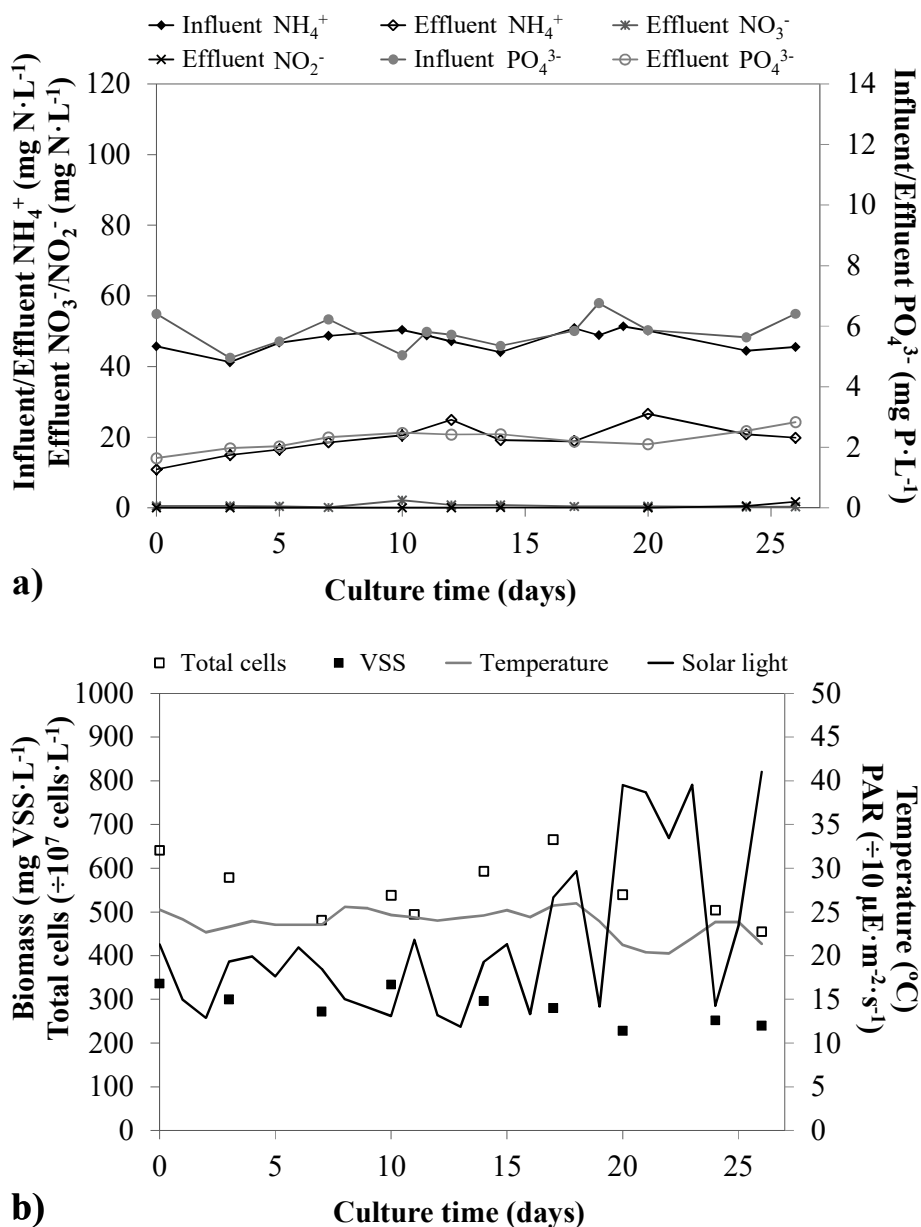 Influent NH₄⁺ Effluent NH₄⁺ Effluent NO₃⁻
Effluent NO₂⁻ Influent PO₄³⁻ Effluent PO₄³⁻
Influent/Effluent NH₄⁺ (mg N·L⁻¹)
Effluent NO₃⁻/NO₂⁻ (mg N·L⁻¹)
120
100
80
60
40
20
0
14
12
10
8
6
4
2
0
Influent/Effluent PO₄³⁻ (mg P·L⁻¹)
0 5 10 15 20 25
Culture time (days)
a)
Total cells VSS Temperature Solar light
Biomass (mg VSS·L⁻¹)
Total cells (÷10⁷ cells·L⁻¹)
1000
900
800
700
600
500
400
300
200
100
0
50
45
40
35
30
25
20
15
10
5
0
Temperature (°C)
PAR (÷10 µE·m⁻²·s⁻¹)
0 5 10 15 20 25
Culture time (days)
b)